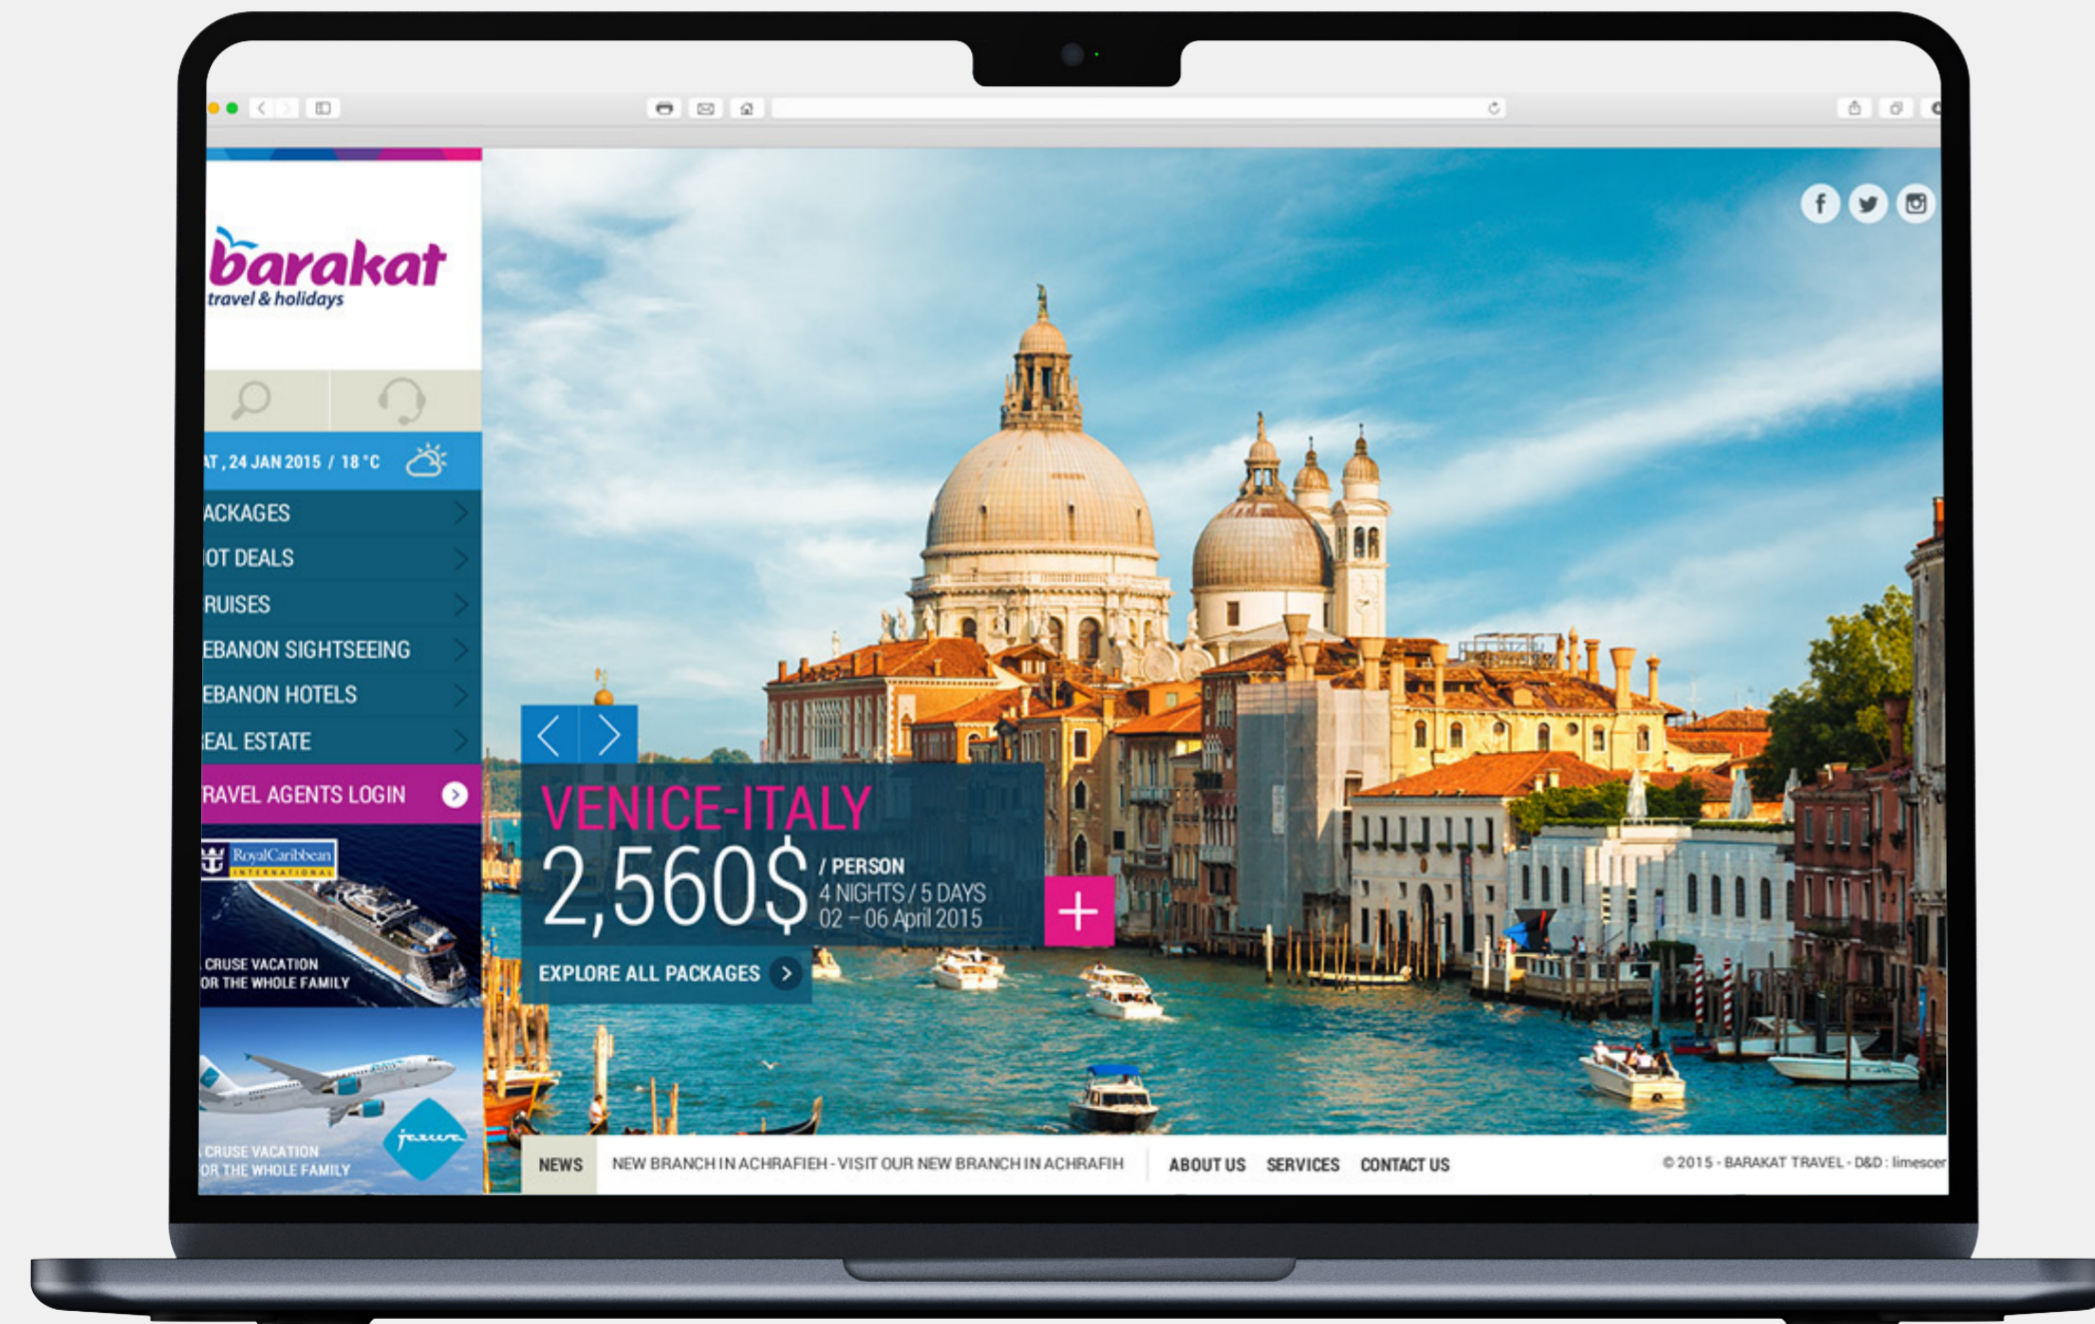 barakat
travel & holidays
AT , 24 JAN 2015 / 18 °C
ACKAGES
OT DEALS
RUISES
EBANON SIGHTSEEING
EBANON HOTELS
EAL ESTATE
RAVEL AGENTS LOGIN
RoyalCaribbean
INTERNATIONAL
CRUSE VACATION
OR THE WHOLE FAMILY
CRUSE VACATION
OR THE WHOLE FAMILY
VENICE-ITALY
2,560$ / PERSON
4 NIGHTS / 5 DAYS
02 – 06 April 2015
EXPLORE ALL PACKAGES
NEWS NEW BRANCH IN ACHRAFIEH - VISIT OUR NEW BRANCH IN ACHRAFIH ABOUT US SERVICES CONTACT US © 2015 - BARAKAT TRAVEL - D&D : limescer